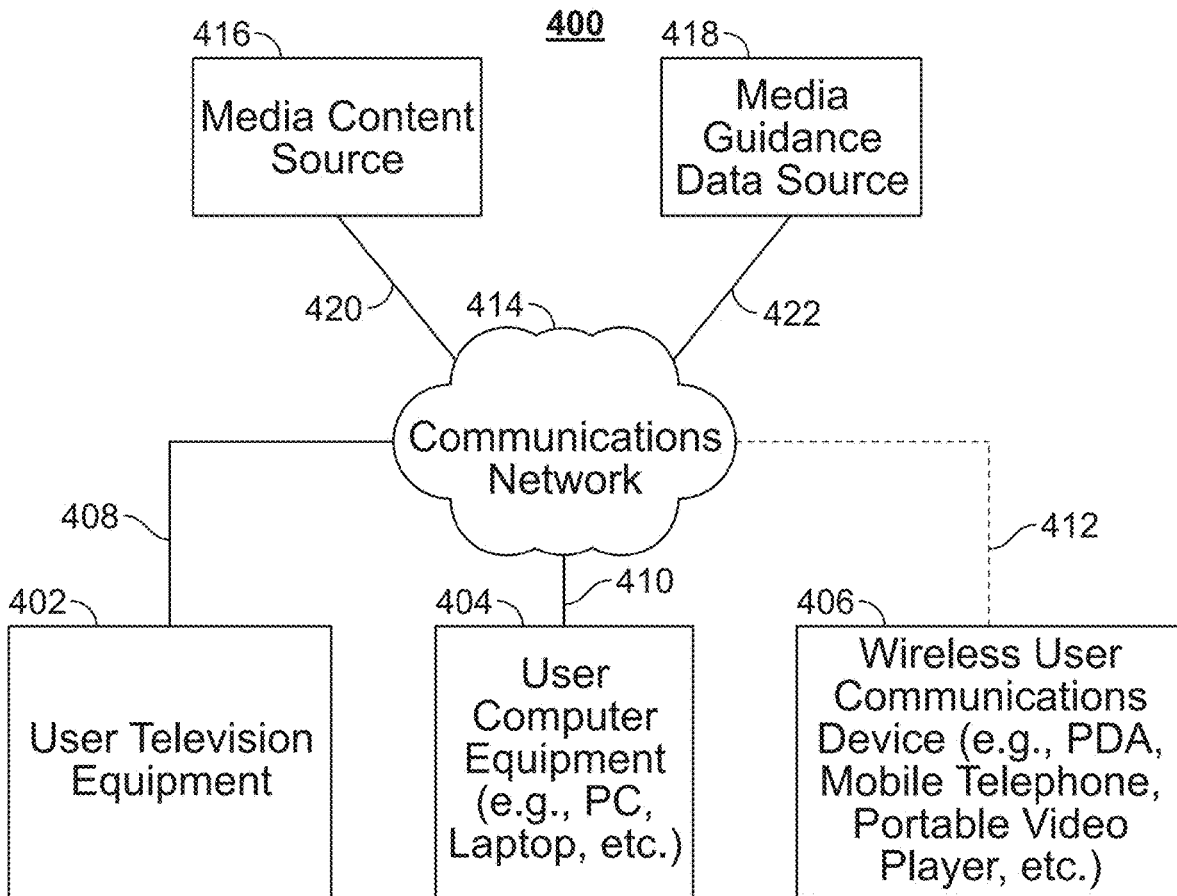 400
416
Media Content
Source
418
Media
Guidance
Data Source
420
414
422
Communications
Network
408
410
412
402
User Television
Equipment
404
User
Computer
Equipment
(e.g., PC,
Laptop, etc.)
406
Wireless User
Communications
Device (e.g., PDA,
Mobile Telephone,
Portable Video
Player, etc.)